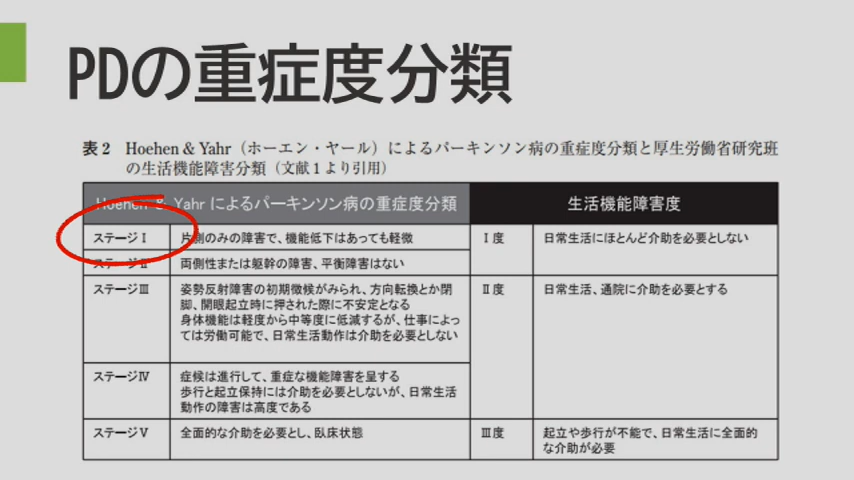 PDの重症度分類
表2 Hoehen & Yahr（ホーエン・ヤール）によるパーキンソン病の重症度分類と厚生労働省研究班
の生活機能障害分類（文献1より引用）
Hoehen & Yahr によるパーキンソン病の重症度分類 生活機能障害度
ステージⅠ 片側のみの障害で、機能低下はあっても軽微 Ⅰ度 日常生活にほとんど介助を必要としない
ステージⅡ 両側性または躯幹の障害、平衡障害はない
ステージⅢ 姿勢反射障害の初期徴候がみられ、方向転換とか閉 Ⅱ度 日常生活、通院に介助を必要とする
脚、開眼起立時に押された際に不安定となる
身体機能は軽度から中等度に低減するが、仕事によっ
ては労働可能で、日常生活動作は介助を必要としない
ステージⅣ 症候は進行して、重症な機能障害を呈する
歩行と起立保持には介助を必要としないが、日常生活
動作の障害は高度である
ステージⅤ 全面的な介助を必要とし、臥床状態 Ⅲ度 起立や歩行が不能で、日常生活に全面的
な介助が必要